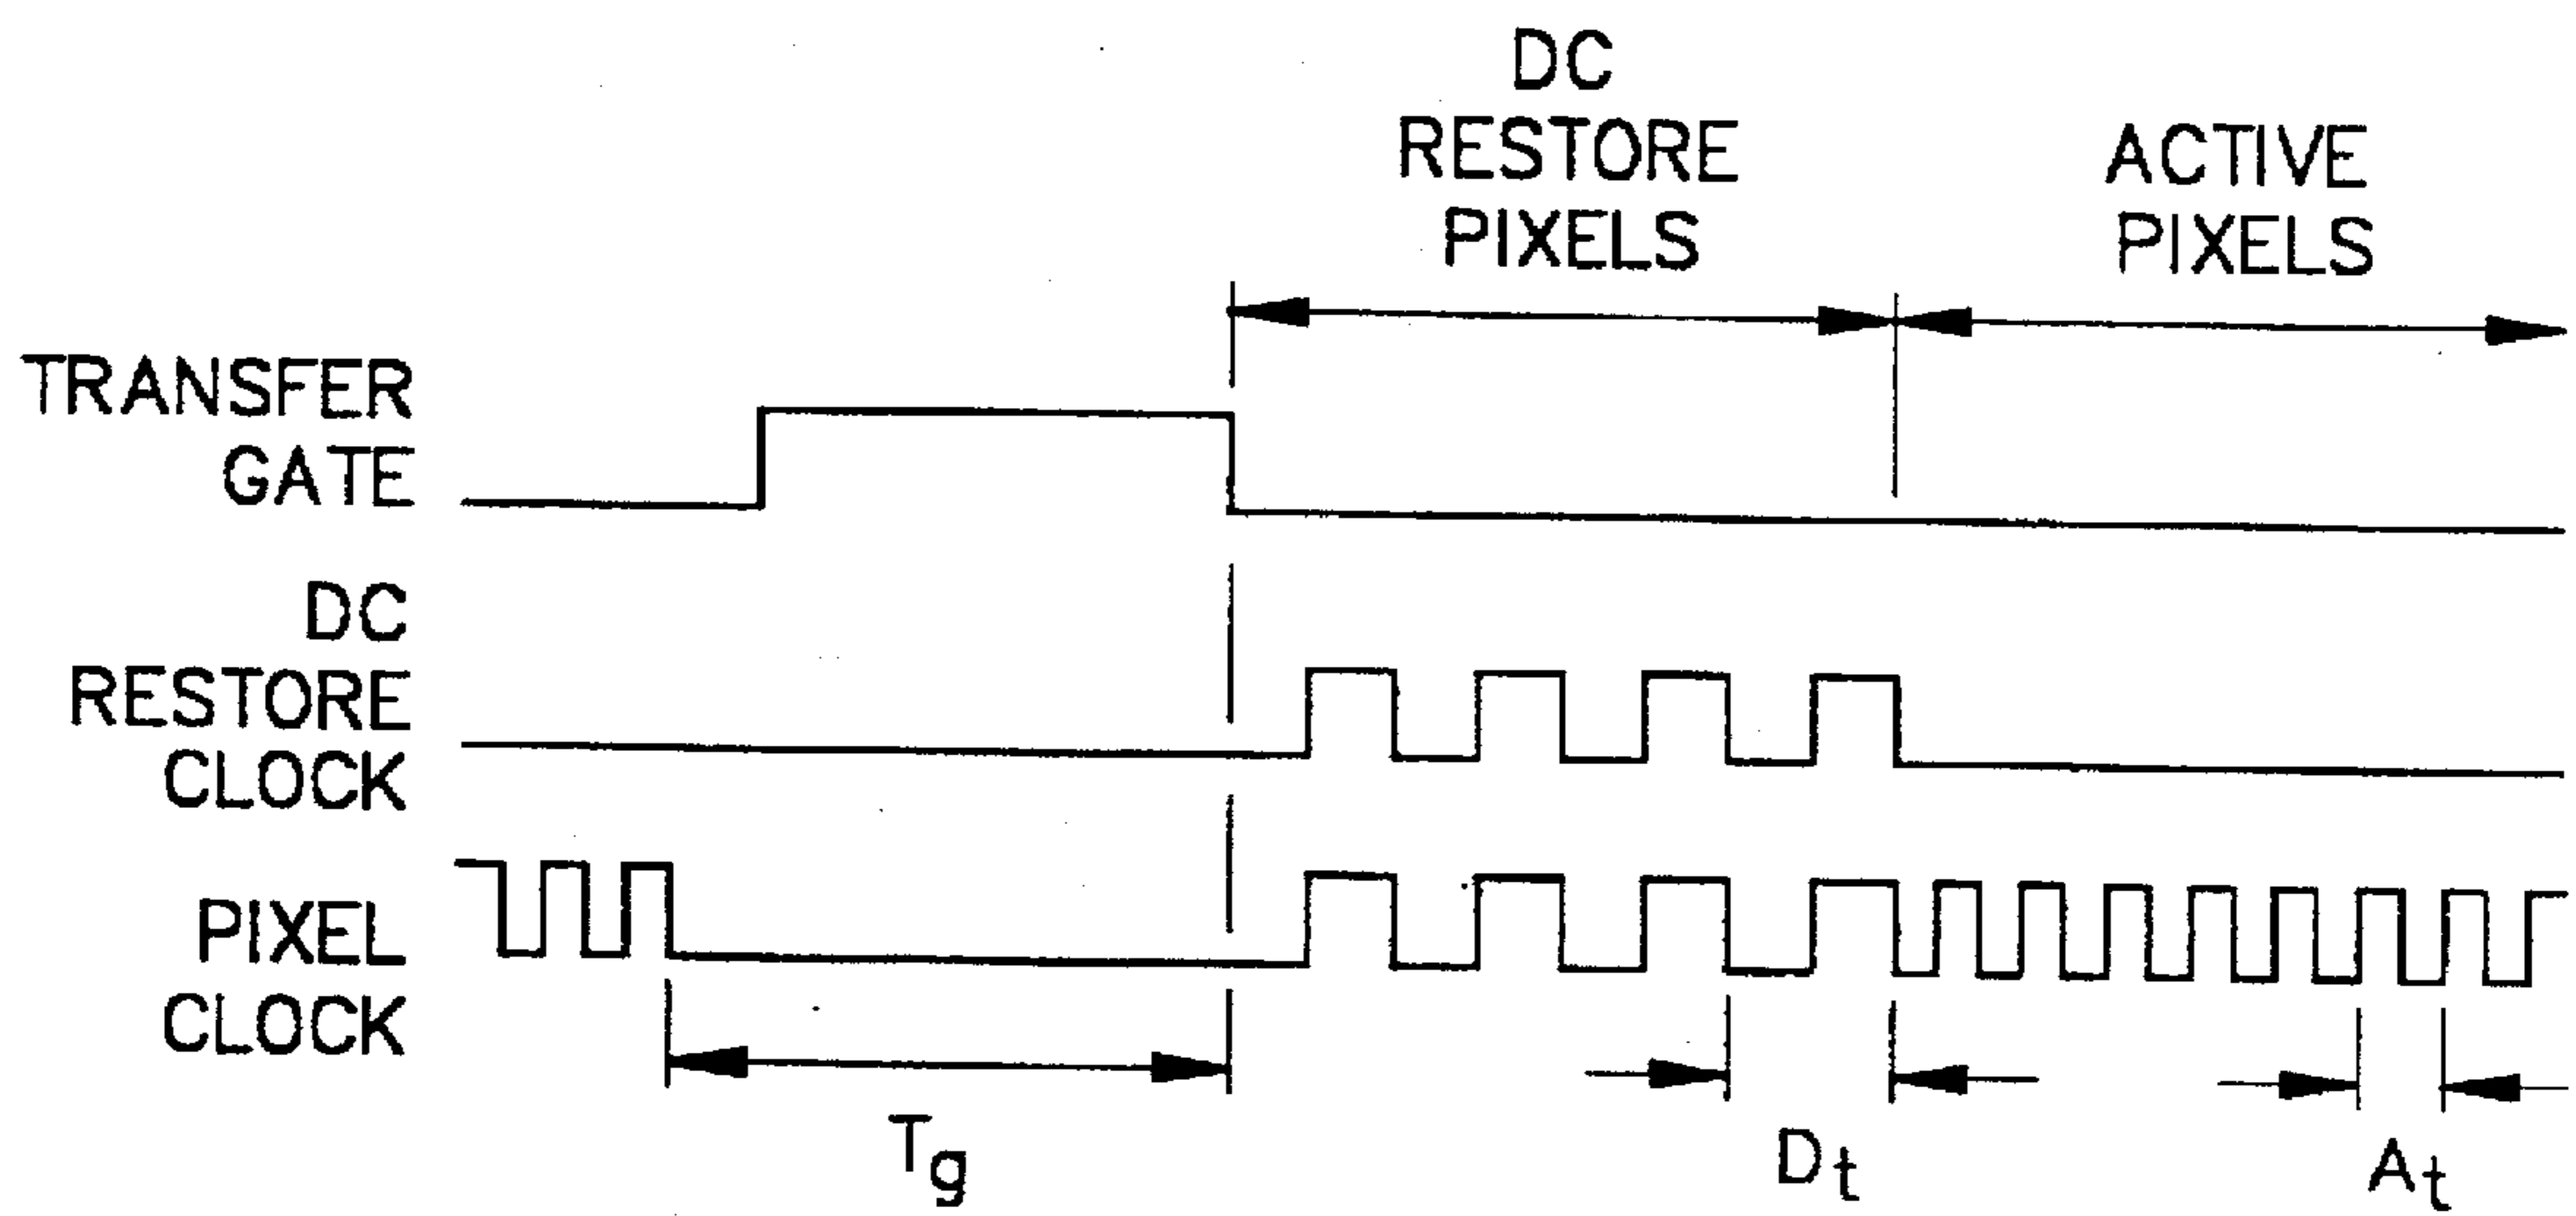 DC
RESTORE
PIXELS
ACTIVE
PIXELS
TRANSFER
GATE
DC
RESTORE
CLOCK
PIXEL
CLOCK
Tg
Dt
At